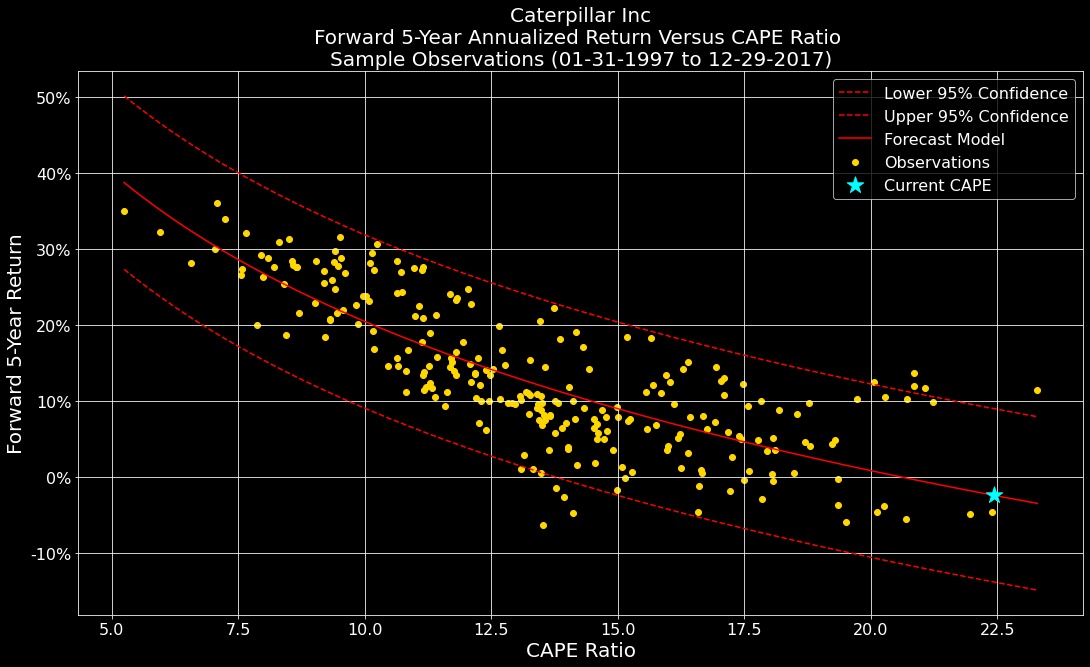 Caterpillar Inc
Forward 5-Year Annualized Return Versus CAPE Ratio
Sample Observations (01-31-1997 to 12-29-2017)
Lower 95% Confidence
Upper 95% Confidence
Forecast Model
Observations
Current CAPE
Forward 5-Year Return
50%
40%
30%
20%
10%
0%
-10%
5.0 7.5 10.0 12.5 15.0 17.5 20.0 22.5
CAPE Ratio